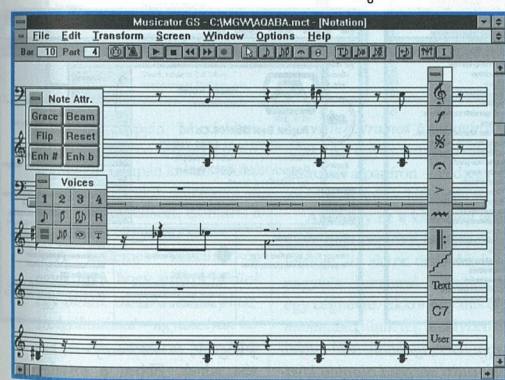 Musicator GS - C:\MGW\AQABA.mct - [Notation]
File Edit Transform Screen Window Options Help
Bar 10 Part 4
Note Attr.
Grace Beam
Flip Reset
Enh # Enh b
Voices
1 2 3 4
R
Text
C7
User